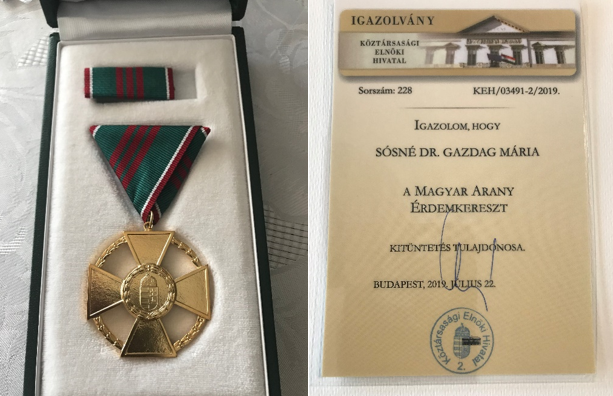 IGAZOLVÁNY
KÖZTÁRSASÁGI
ELNÖKI
HIVATAL
Sorszám: 228 KEH/03491-2/2019.
IGAZOLOM, HOGY
SÓSNÉ DR. GAZDAG MÁRIA
A MAGYAR ARANY
ÉRDEMKERESZT
KITÜNTETÉS TULAJDONOSA.
BUDAPEST, 2019. JÚLIUS 22.
Köztársasági Elnöki Hivatal
2.